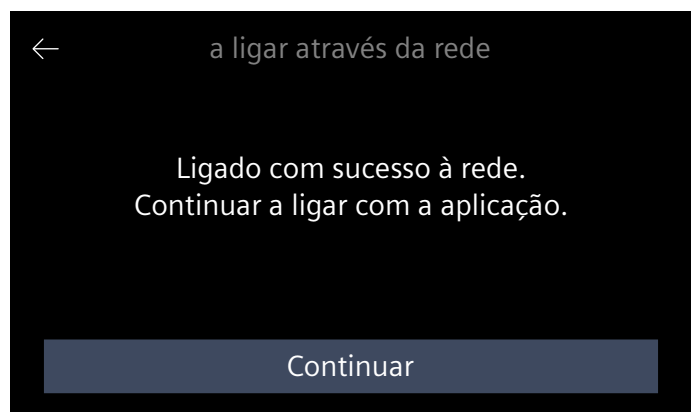 a ligar através da rede
Ligado com sucesso à rede.
Continuar a ligar com a aplicação.
Continuar